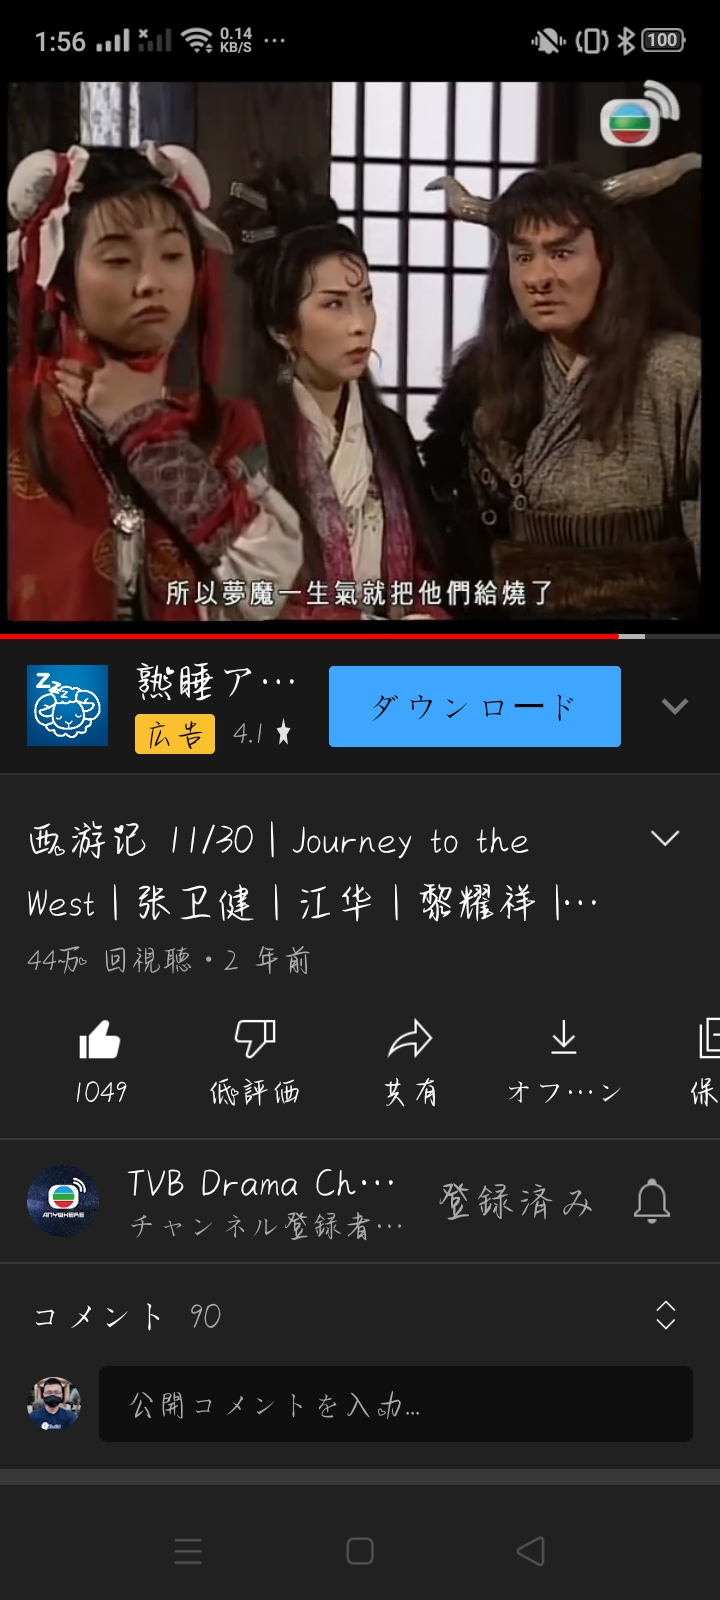 1:56
0.14
KB/S
100
所以夢魔一生氣就把他們給燒了
熟睡ア…
ダウンロード
広告 4.1
西游记 11/30 | Journey to the
West | 张卫健 | 江华 | 黎耀祥 |…
44万 回視聴・2 年前
1049
低評価
共有
オフ…ン
保
TVB Drama Ch…
登録済み
チャンネル登録者…
ANYWHERE
コメント 90
公開コメントを入力...